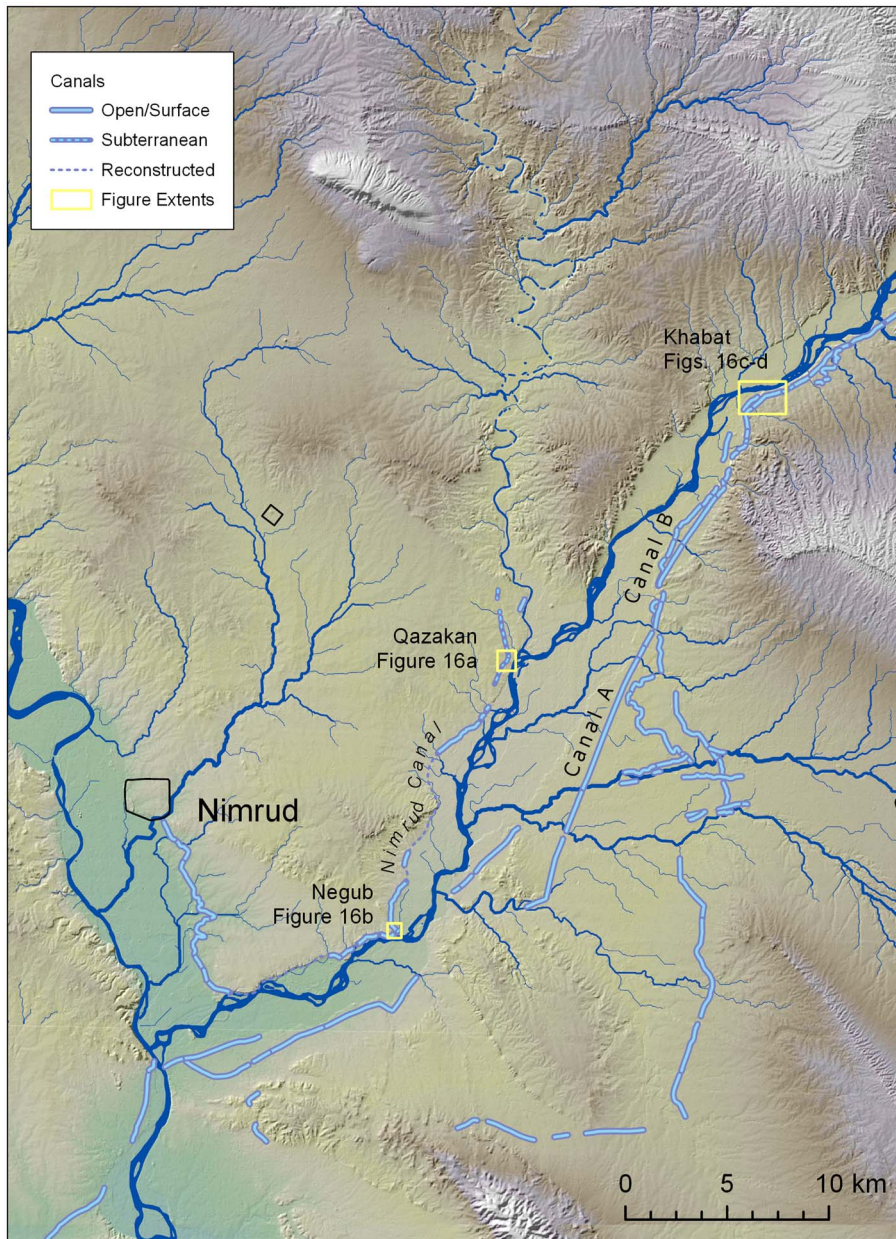 Canals
Open/Surface
Subterranean
Reconstructed
Figure Extents
Khabat
Figs. 16c-d
Canal B
Qazakan
Figure 16a
Canal A
Nimrud Canal
Nimrud
Negub
Figure 16b
0 5 10 km